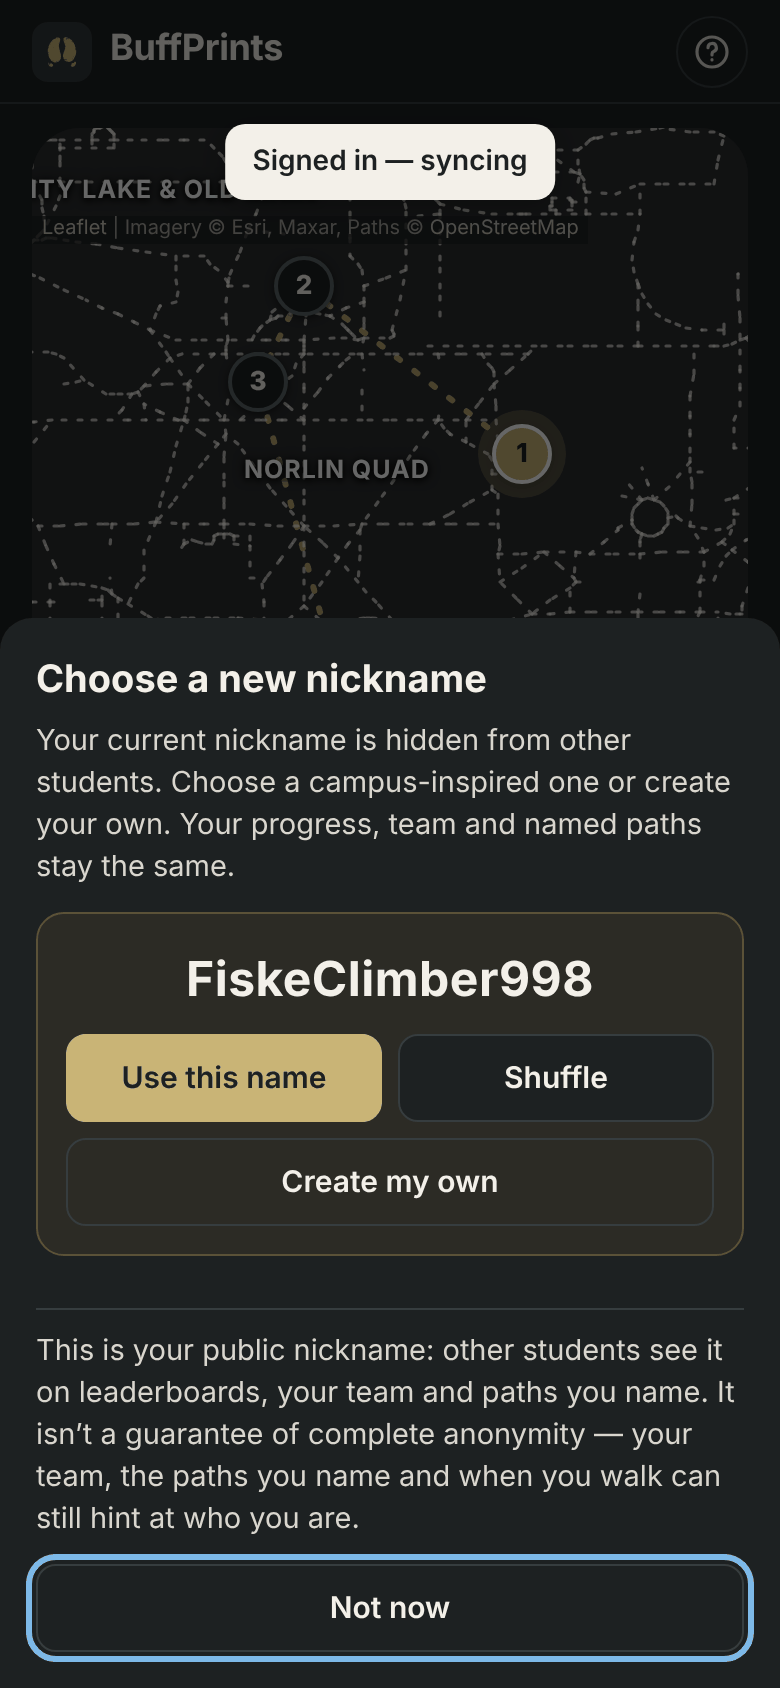 BuffPrints
Signed in — syncing
ITY LAKE & OLD
Leaflet | Imagery © Esri, Maxar, Paths © OpenStreetMap
2
3
1
NORLIN QUAD
Choose a new nickname
Your current nickname is hidden from other
students. Choose a campus-inspired one or create
your own. Your progress, team and named paths
stay the same.
FiskeClimber998
Use this name
Shuffle
Create my own
This is your public nickname: other students see it
on leaderboards, your team and paths you name. It
isn’t a guarantee of complete anonymity — your
team, the paths you name and when you walk can
still hint at who you are.
Not now